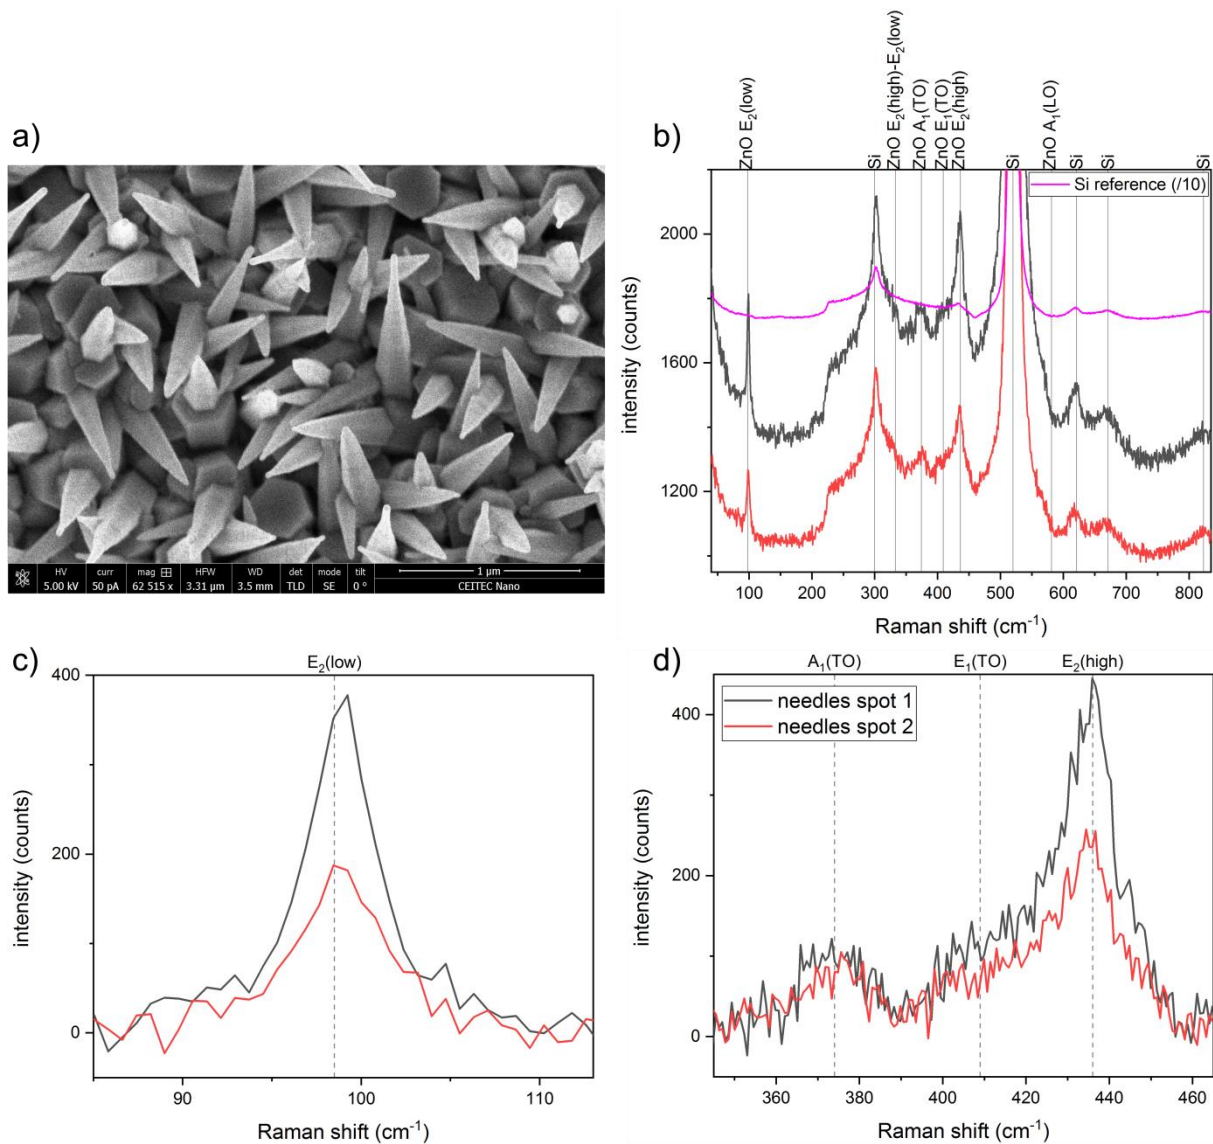 a)
HV curr mag HFW WD det mode tilt
5.00 kV 50 pA 62 515 x 3.31 µm 3.5 mm TLD SE 0 °
1 µm
CEITEC Nano
b)
ZnO E₂(low)
Si
ZnO E₂(high)-E₂(low)
ZnO A₁(TO)
ZnO E₁(TO)
ZnO E₂(high)
Si
ZnO A₁(LO)
Si
Si
Si
Si reference (/10)
2000
1600
1200
intensity (counts)
100 200 300 400 500 600 700 800
Raman shift (cm⁻¹)
c)
E₂(low)
400
200
0
intensity (counts)
90 100 110
Raman shift (cm⁻¹)
d)
A₁(TO) E₁(TO) E₂(high)
needles spot 1
needles spot 2
400
200
0
intensity (counts)
360 380 400 420 440 460
Raman shift (cm⁻¹)